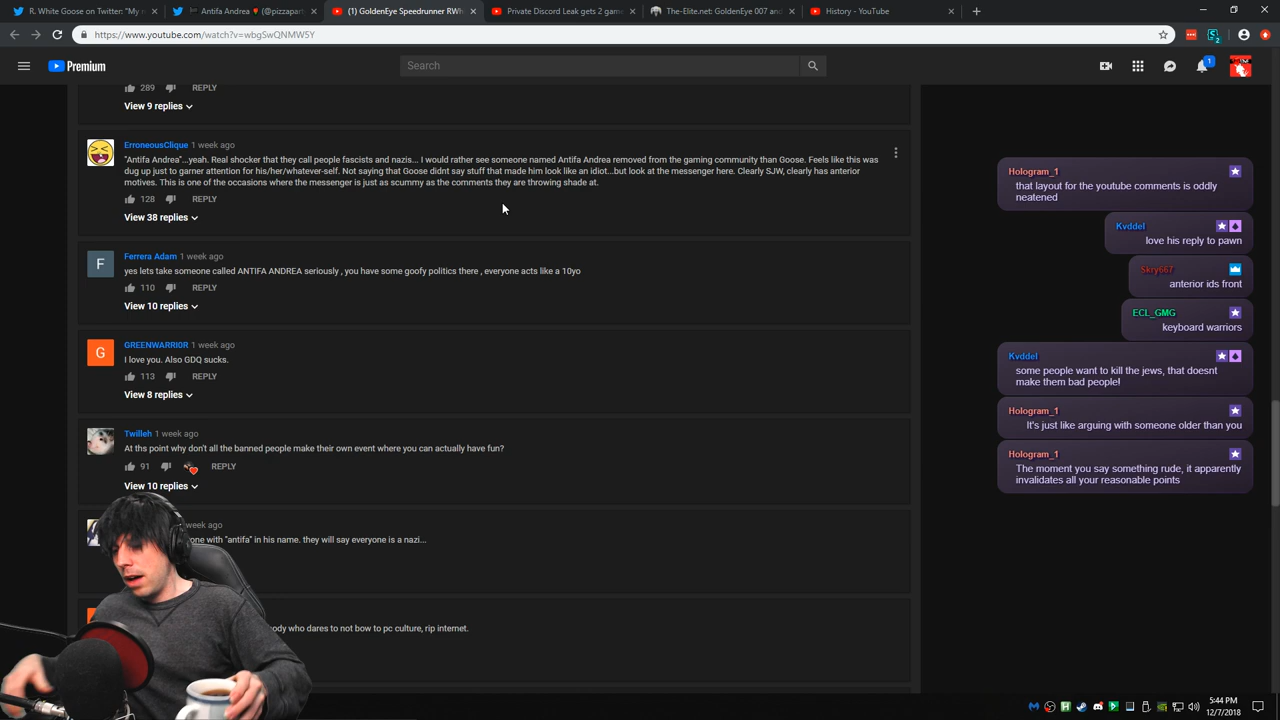 R. White Goose on Twitter: "My r
Antifa Andrea (@pizzaparty
(1) GoldenEye Speedrunner RWh
Private Discord Leak gets 2 game
The-Elite.net: GoldenEye 007 and
History - YouTube
https://www.youtube.com/watch?v=wbgSwQNMW5Y
2
Premium
Search
1
289 REPLY
View 9 replies
ErroneousClique 1 week ago
"Antifa Andrea"...yeah. Real shocker that they call people fascists and nazis... I would rather see someone named Antifa Andrea removed from the gaming community than Goose. Feels like this was
dug up just to garner attention for his/her/whatever-self. Not saying that Goose didnt say stuff that made him look like an idiot...but look at the messenger here. Clearly SJW, clearly has anterior
motives. This is one of the occasions where the messenger is just as scummy as the comments they are throwing shade at.
128 REPLY
View 38 replies
F
Ferrera Adam 1 week ago
yes lets take someone called ANTIFA ANDREA seriously , you have some goofy politics there , everyone acts like a 10yo
110 REPLY
View 10 replies
G
GREENWARRI0R 1 week ago
I love you. Also GDQ sucks.
113 REPLY
View 8 replies
Twilleh 1 week ago
At ths point why don't all the banned people make their own event where you can actually have fun?
91 REPLY
View 10 replies
week ago
one with "antifa" in his name. they will say everyone is a nazi...
ody who dares to not bow to pc culture, rip internet.
Hologram_1
that layout for the youtube comments is oddly
neatened
Kvddel
love his reply to pawn
Skry667
anterior ids front
ECL_GMG
keyboard warriors
Kvddel
some people want to kill the jews, that doesnt
make them bad people!
Hologram_1
It's just like arguing with someone older than you
Hologram_1
The moment you say something rude, it apparently
invalidates all your reasonable points
5:44 PM
12/7/2018